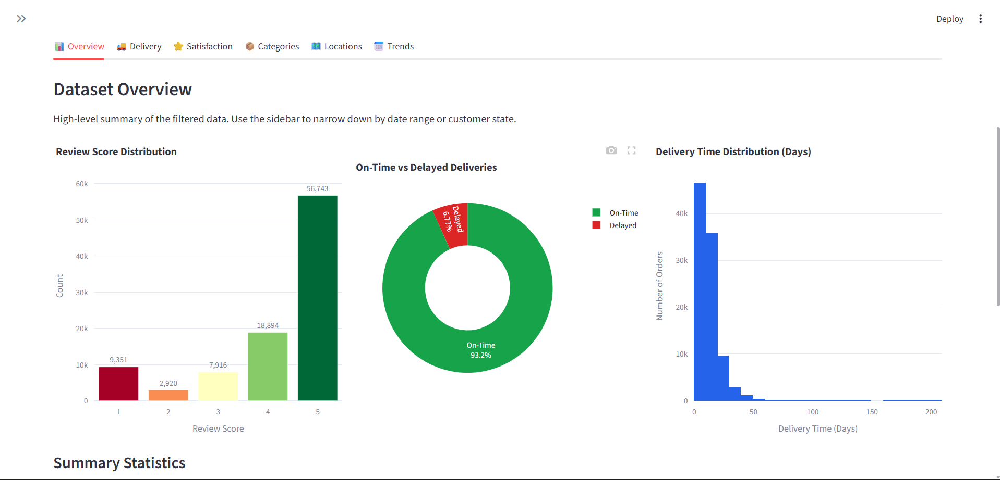 Deploy
Overview
Delivery
Satisfaction
Categories
Locations
Trends
Dataset Overview
High-level summary of the filtered data. Use the sidebar to narrow down by date range or customer state.
Review Score Distribution
60k
50k
40k
30k
20k
10k
0
Count
9,351
2,920
7,916
18,894
56,743
1
2
3
4
5
Review Score
On-Time vs Delayed Deliveries
Delayed
6.77%
On-Time
93.2%
On-Time
Delayed
Delivery Time Distribution (Days)
40k
30k
20k
10k
0
Number of Orders
0
50
100
150
200
Delivery Time (Days)
Summary Statistics